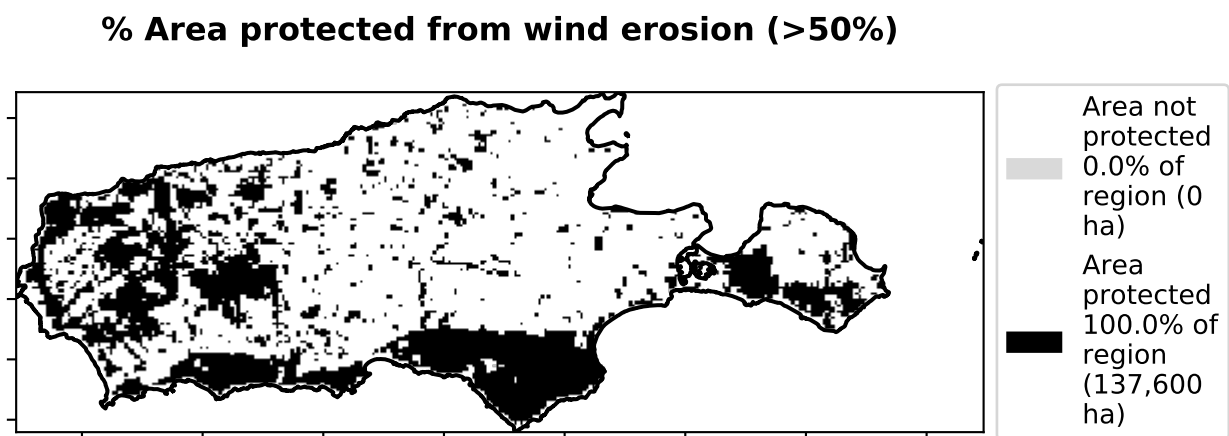 % Area protected from wind erosion (>50%)
Area not
protected
0.0% of
region (0
ha)
Area
protected
100.0% of
region
(137,600
ha)